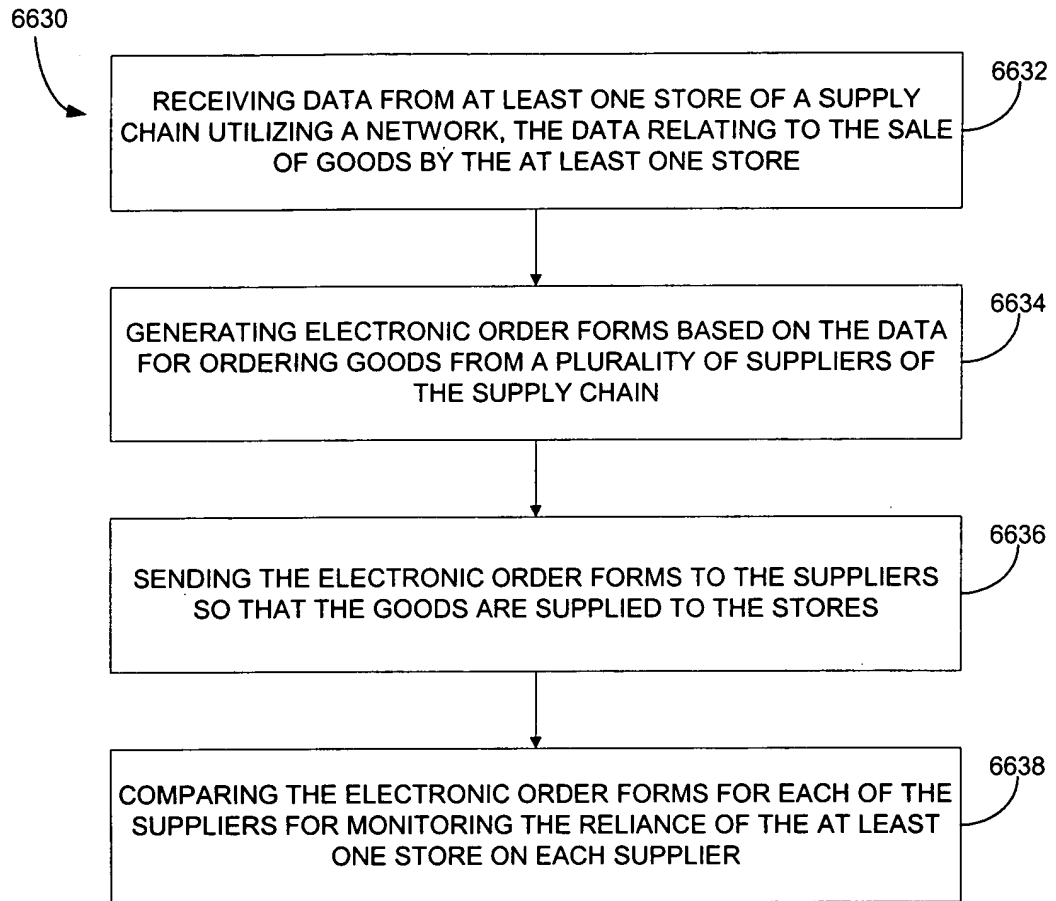 6630
6632
RECEIVING DATA FROM AT LEAST ONE STORE OF A SUPPLY
CHAIN UTILIZING A NETWORK, THE DATA RELATING TO THE SALE
OF GOODS BY THE AT LEAST ONE STORE
6634
GENERATING ELECTRONIC ORDER FORMS BASED ON THE DATA
FOR ORDERING GOODS FROM A PLURALITY OF SUPPLIERS OF
THE SUPPLY CHAIN
6636
SENDING THE ELECTRONIC ORDER FORMS TO THE SUPPLIERS
SO THAT THE GOODS ARE SUPPLIED TO THE STORES
6638
COMPARING THE ELECTRONIC ORDER FORMS FOR EACH OF THE
SUPPLIERS FOR MONITORING THE RELIANCE OF THE AT LEAST
ONE STORE ON EACH SUPPLIER